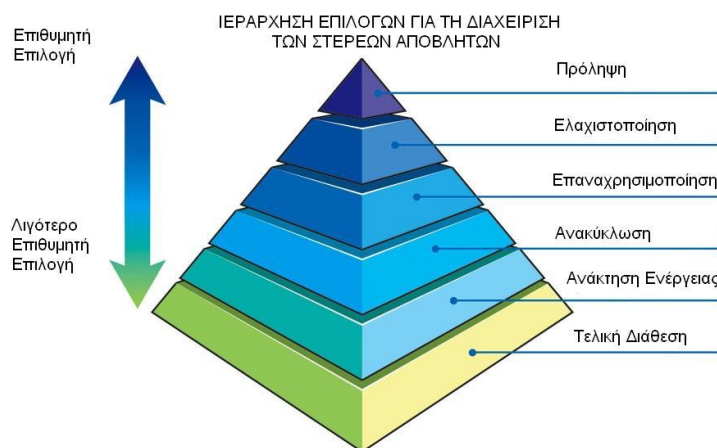 ΙΕΡΑΡΧΗΣΗ ΕΠΙΛΟΓΩΝ ΓΙΑ ΤΗ ΔΙΑΧΕΙΡΙΣΗ
ΤΩΝ ΣΤΕΡΕΩΝ ΑΠΟΒΛΗΤΩΝ
Επιθυμητή
Επιλογή
Πρόληψη
Ελαχιστοποίηση
Επαναχρησιμοποίηση
Λιγότερο
Επιθυμητή
Επιλογή
Ανακύκλωση
Ανάκτηση Ενέργειας
Τελική Διάθεση